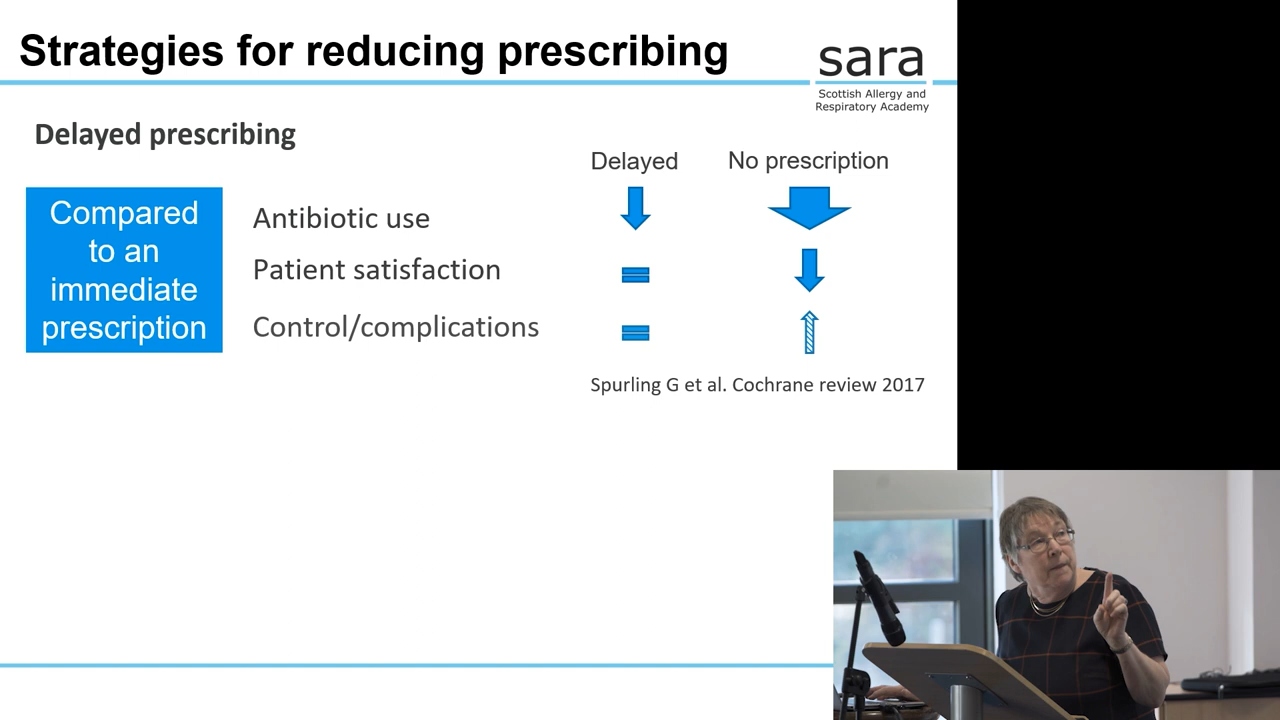 Strategies for reducing prescribing
sara
Scottish Allergy and
Respiratory Academy
Delayed prescribing
Delayed
No prescription
Compared
to an
immediate
prescription
Antibiotic use
Patient satisfaction
Control/complications
Spurling G et al. Cochrane review 2017